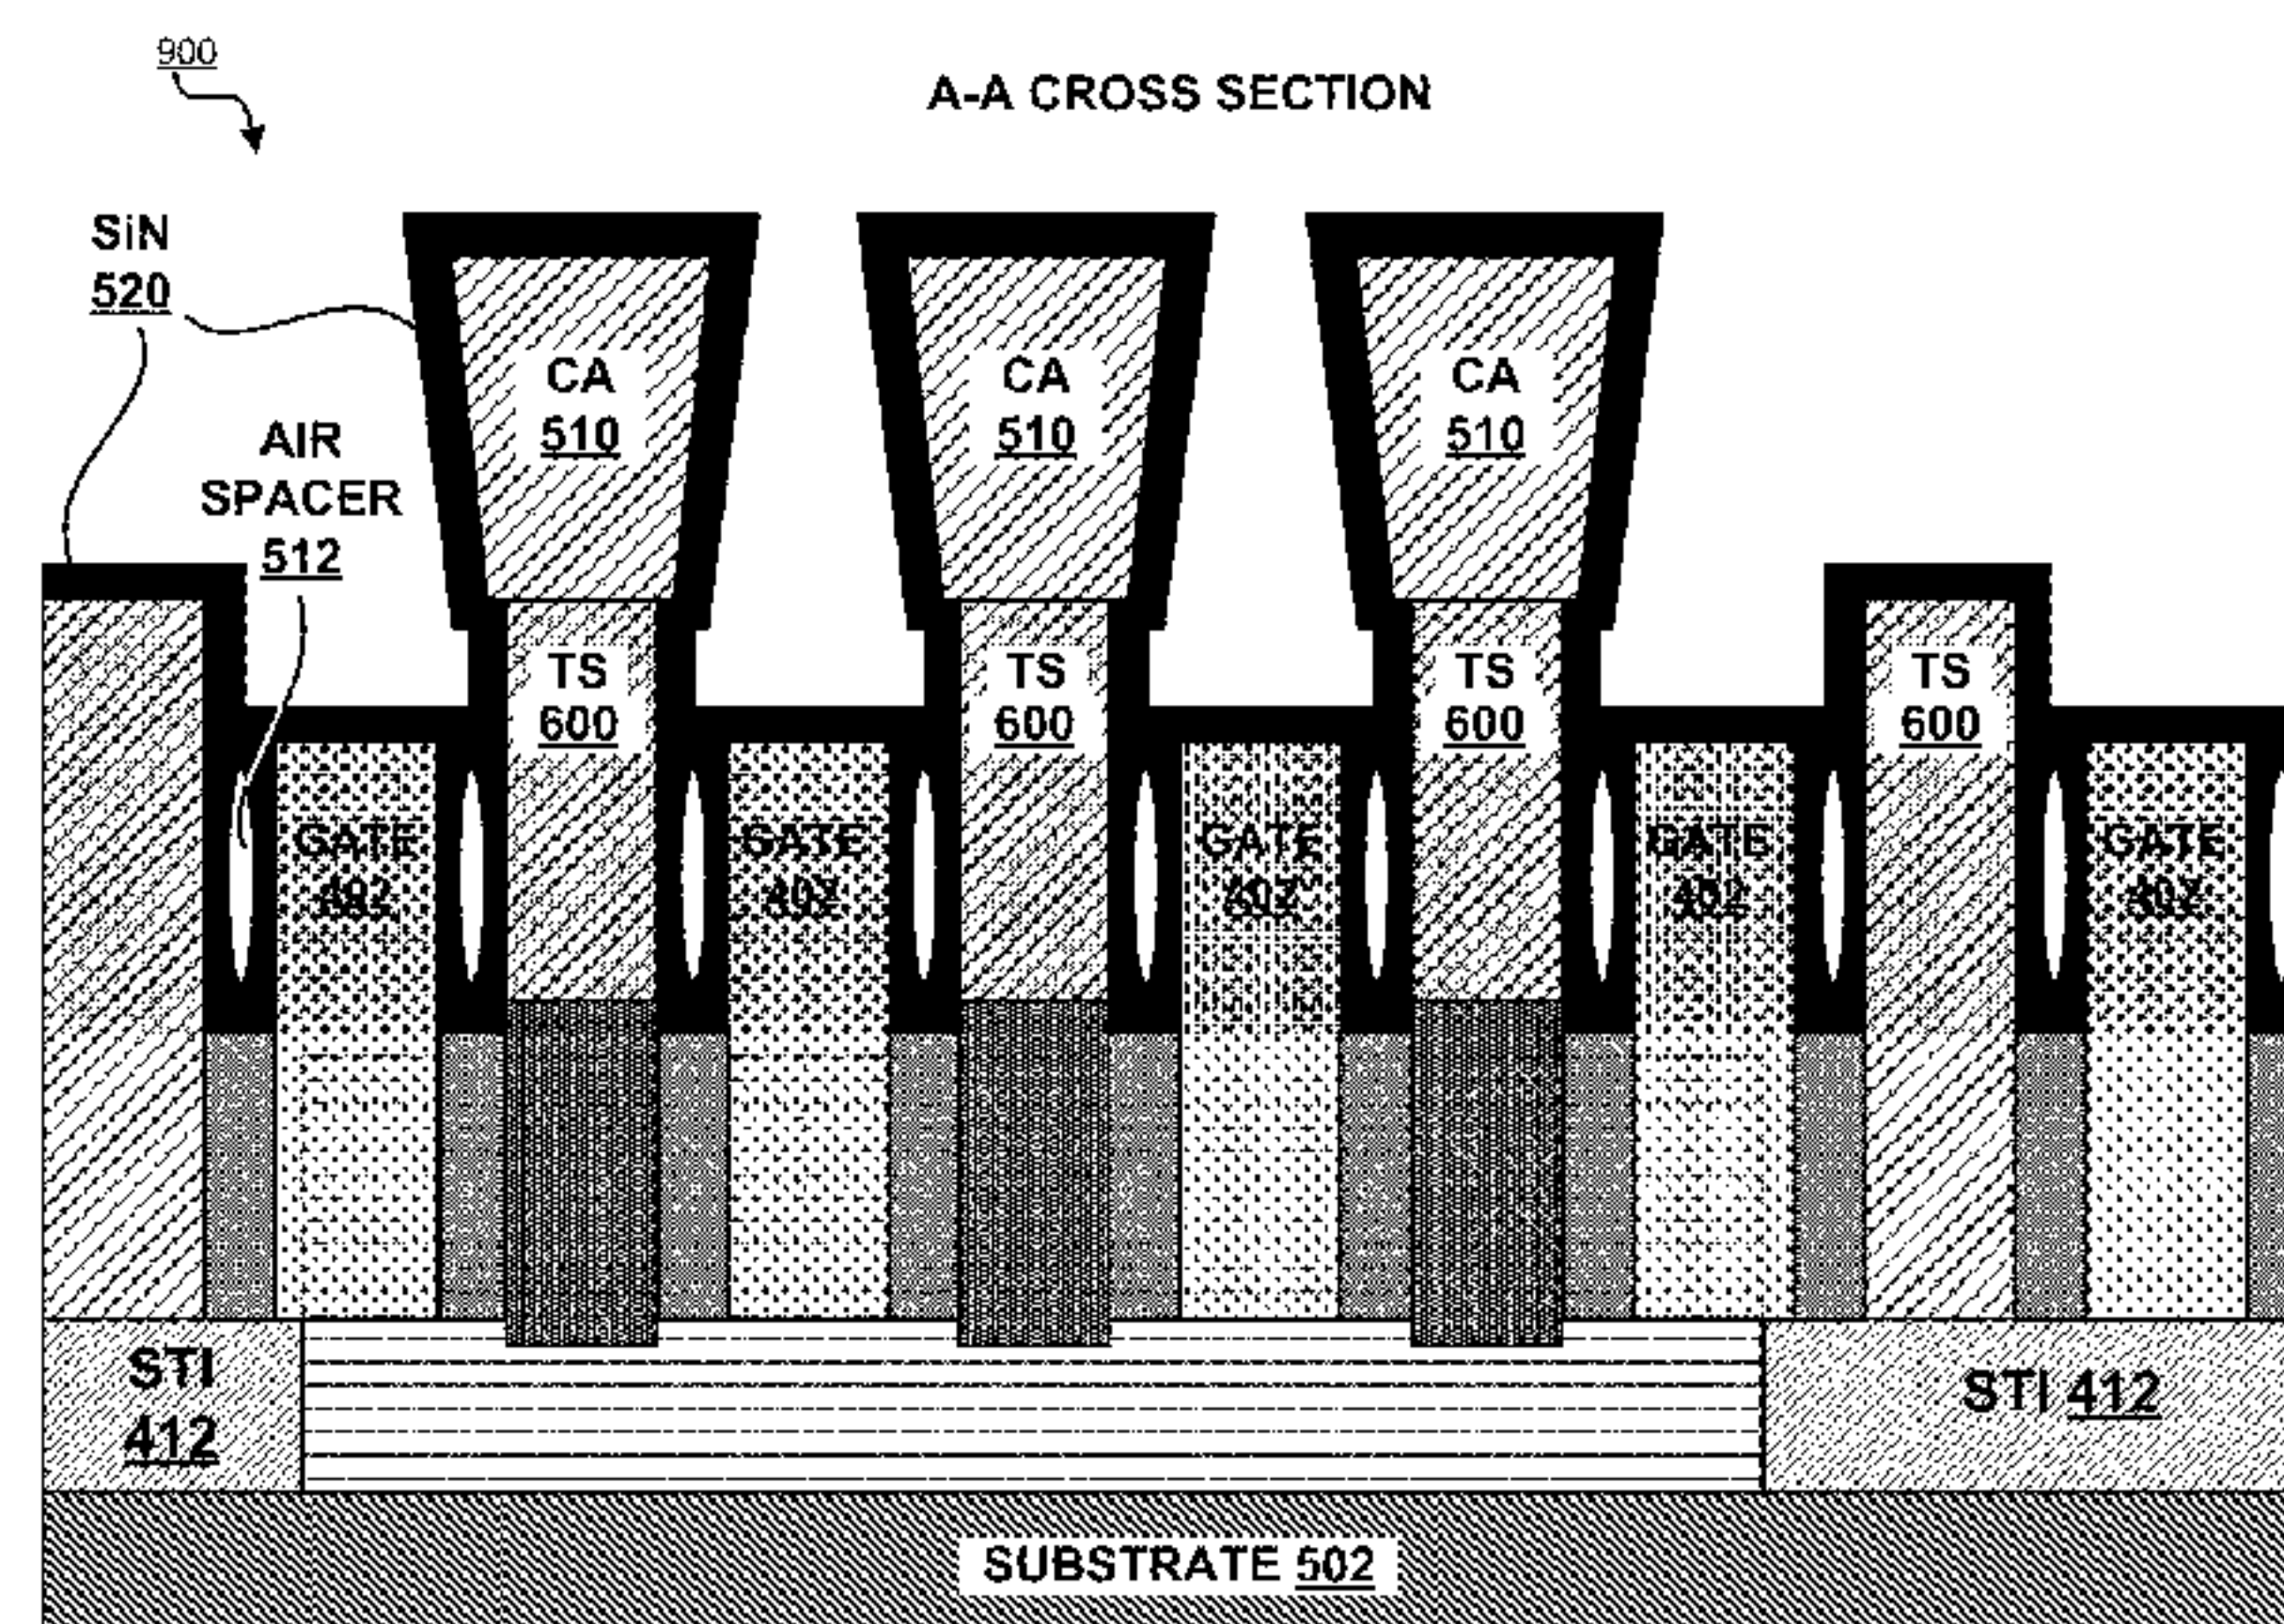 900
A-A CROSS SECTION
SiN
520
AIR
SPACER
512
CA
510
CA
510
CA
510
TS
600
TS
600
TS
600
TS
600
GATE
402
GATE
402
GATE
402
GATE
402
GATE
402
STI
412
STI 412
SUBSTRATE 502